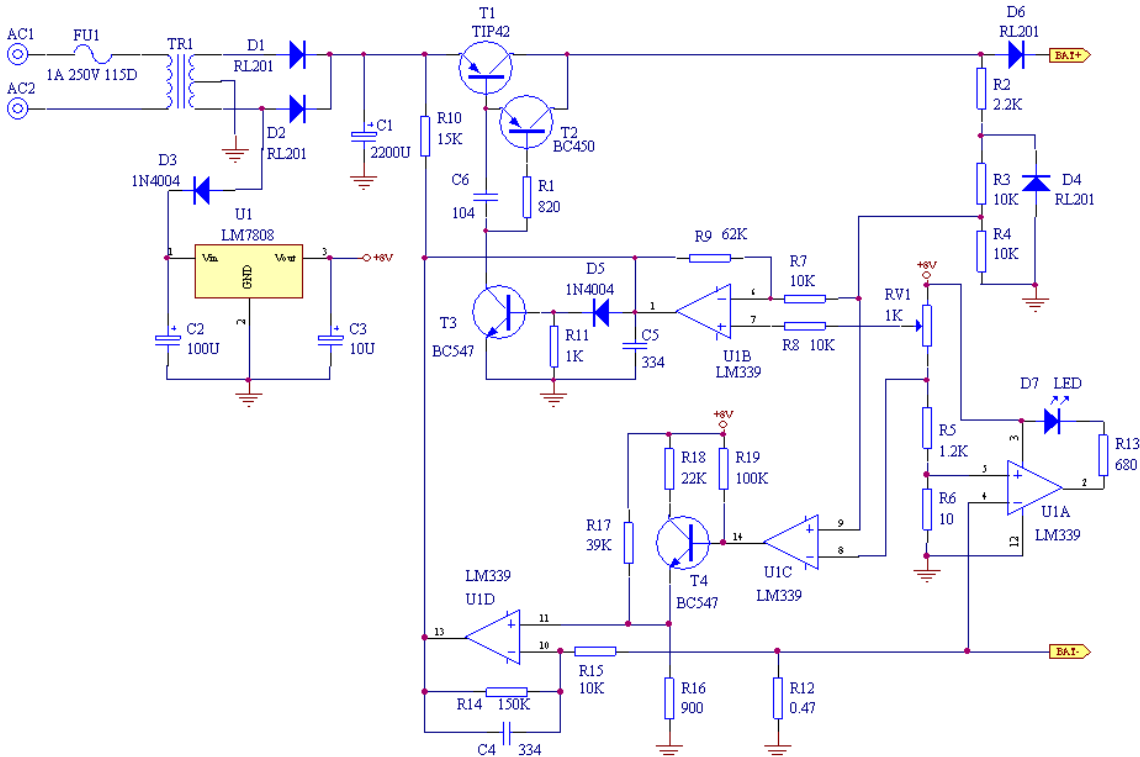 AC1
FU1
1A 250V 115D
AC2
TR1
D1
RL201
D2
RL201
D3
1N4004
U1
LM7808
1
Vin
Vout
3
GND
2
+8V
C2
100U
C3
10U
C1
2200U
R10
15K
T1
TIP42
T2
BC450
C6
104
R1
820
T3
BC547
D5
1N4004
R11
1K
C5
334
1
R9 62K
6
7
U1B
LM339
R7
10K
R8 10K
D6
RL201
BAT+
R2
2.2K
R3
10K
D4
RL201
R4
10K
+8V
RV1
1K
R5
1.2K
R6
10
D7 LED
R13
680
3
5
4
2
12
U1A
LM339
+8V
R18
22K
R19
100K
R17
39K
T4
BC547
14
9
8
U1C
LM339
LM339
U1D
13
11
10
R15
10K
R14 150K
C4 334
R16
900
R12
0.47
BAT-